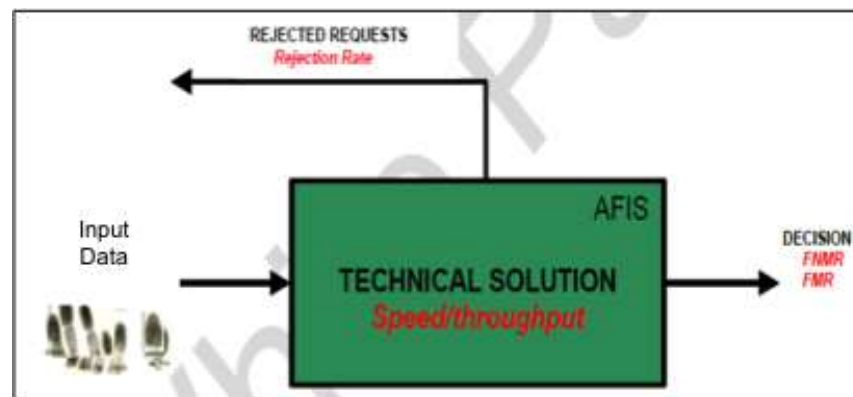 REJECTED REQUESTS
Rejection Rate
AFIS
Input
Data
TECHNICAL SOLUTION
Speed/throughput
DECISION
FNMR
FMR